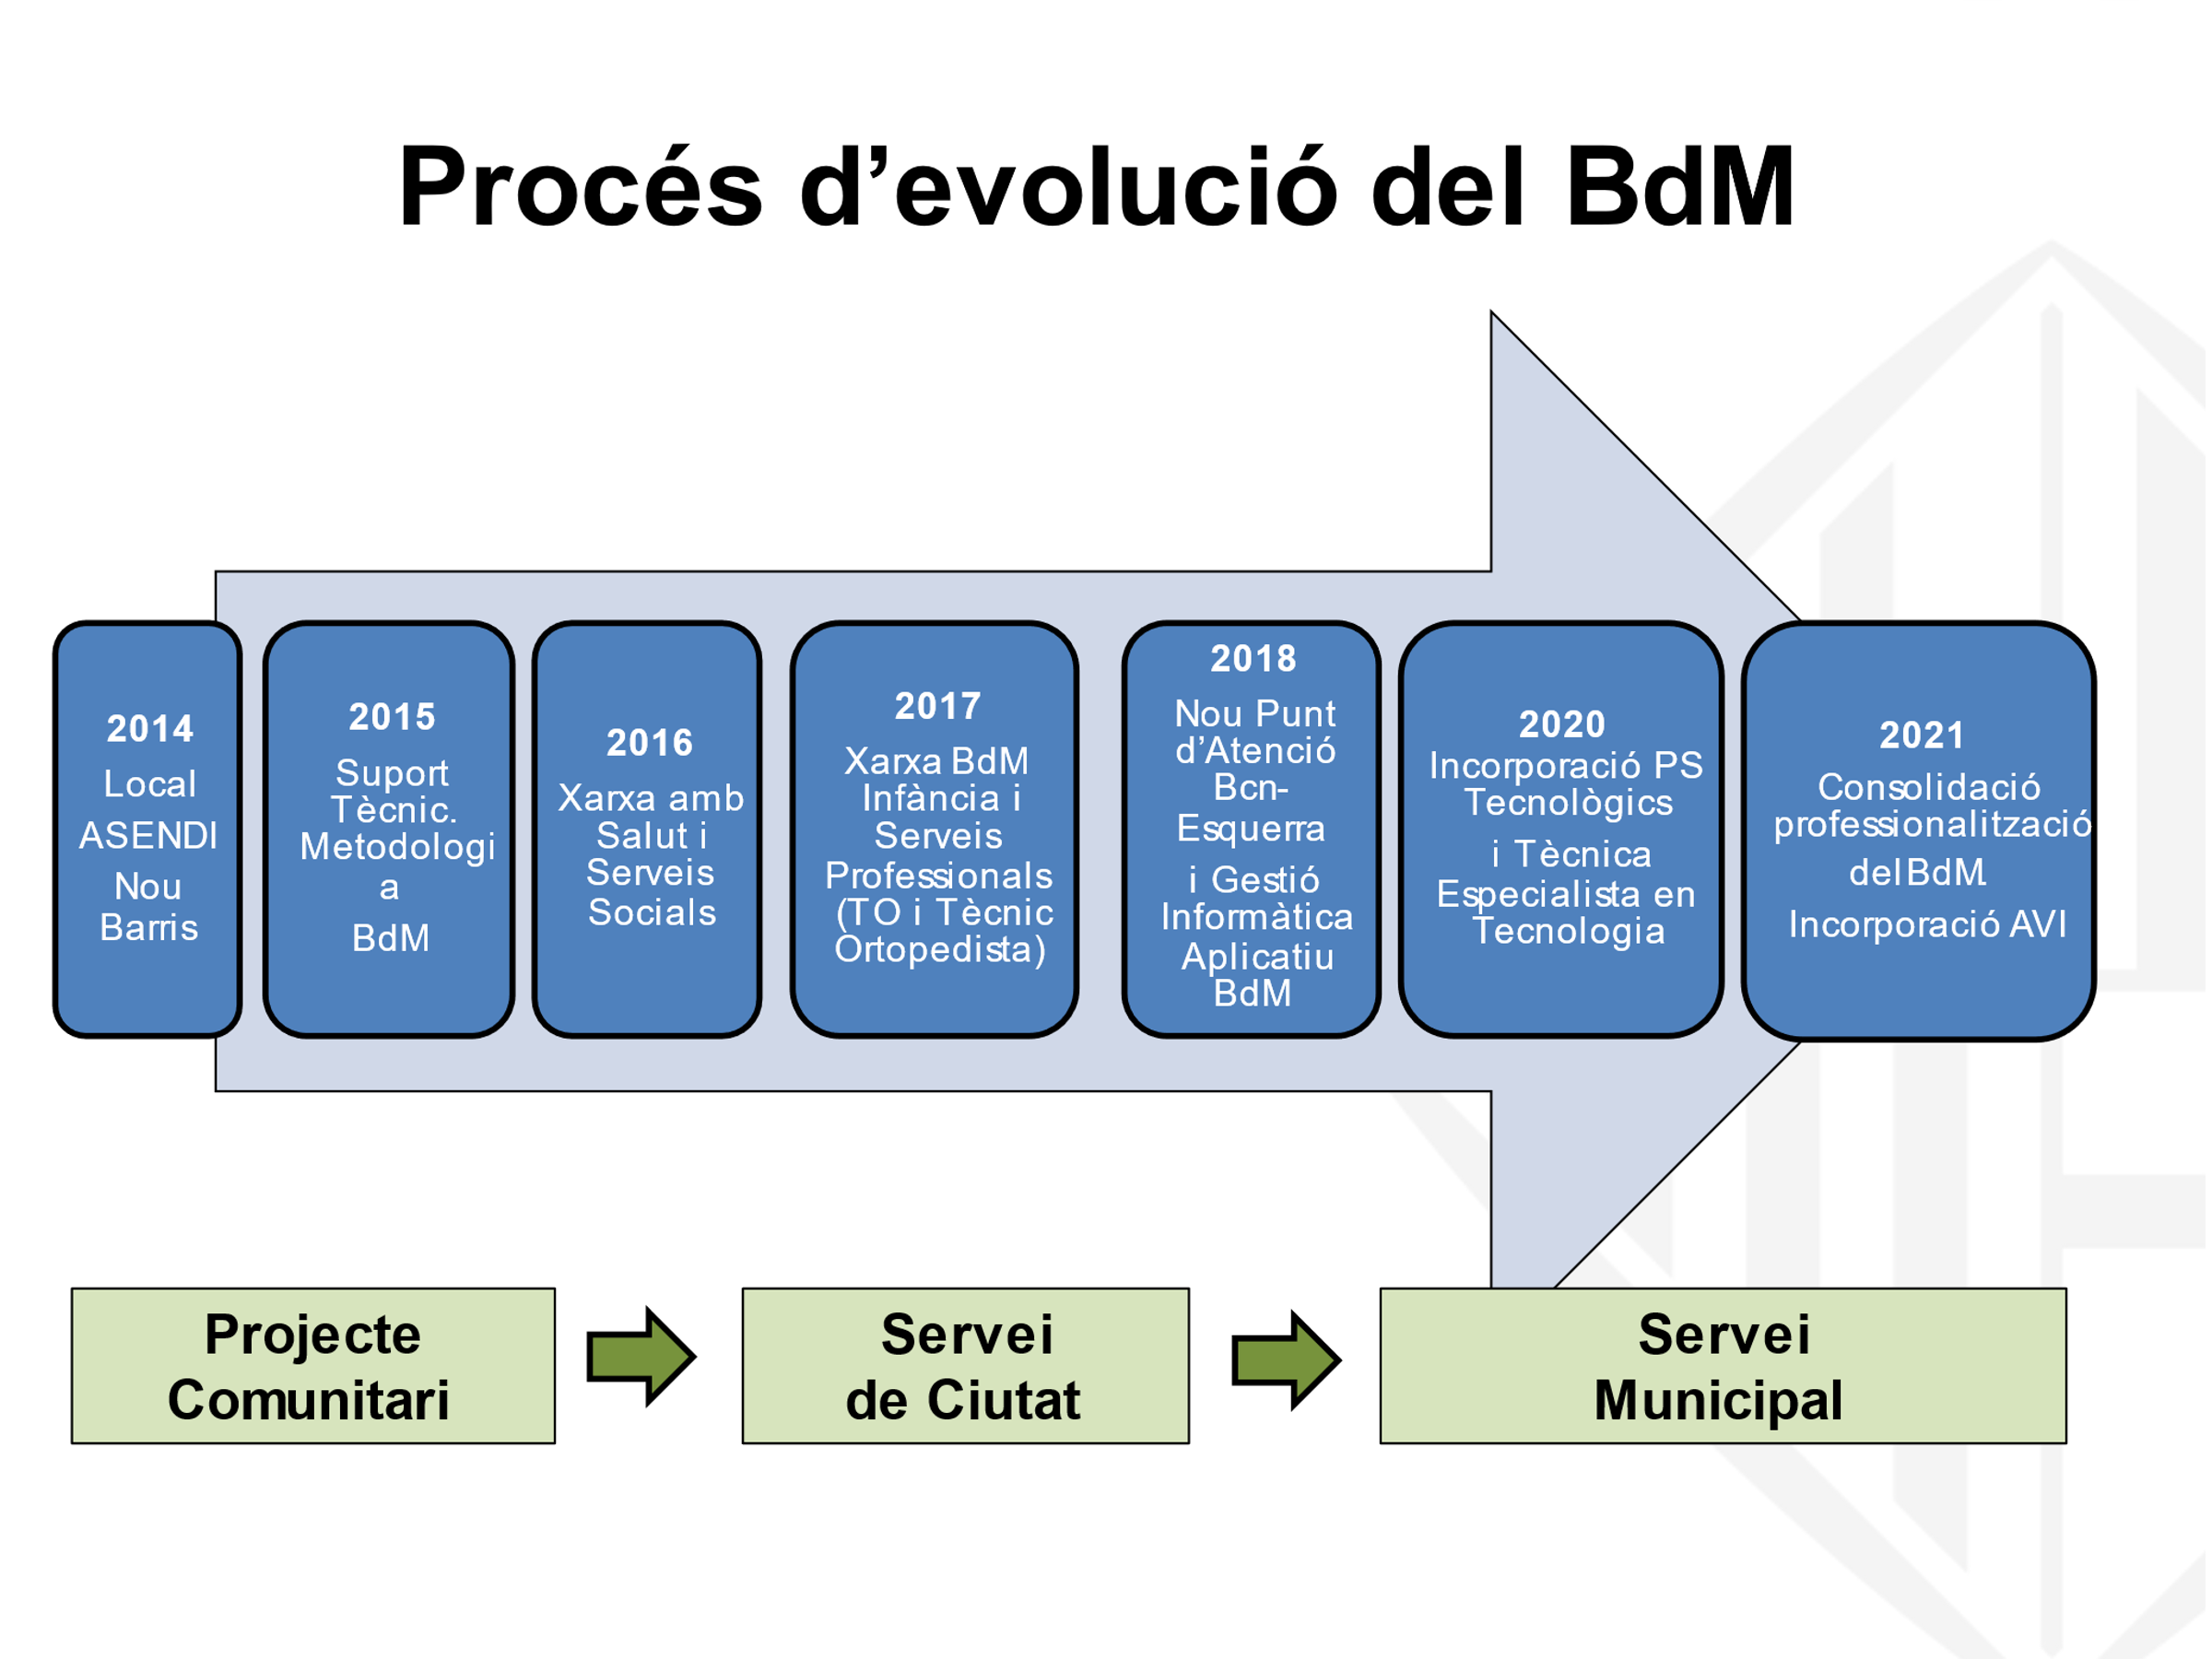 Procés d’evolució del BdM
2014
Local
ASENDI
Nou
Barris
2015
Suport
Tècnic.
Metodologi
a
BdM
2016
Xarxa amb
Salut i
Serveis
Socials
2017
Xarxa BdM
Infància i
Serveis
Professionals
(TO i Tècnic
Ortopedista)
2018
Nou Punt
d’Atenció
Bcn-
Esquerra
i Gestió
Informàtica
Aplicatiu
BdM
2020
Incorporació PS
Tecnològics
i Tècnica
Especialista en
Tecnologia
2021
Consolidació
professionalització
del BdM.
Incorporació AVI
Projecte
Comunitari
Servei
de Ciutat
Servei
Municipal